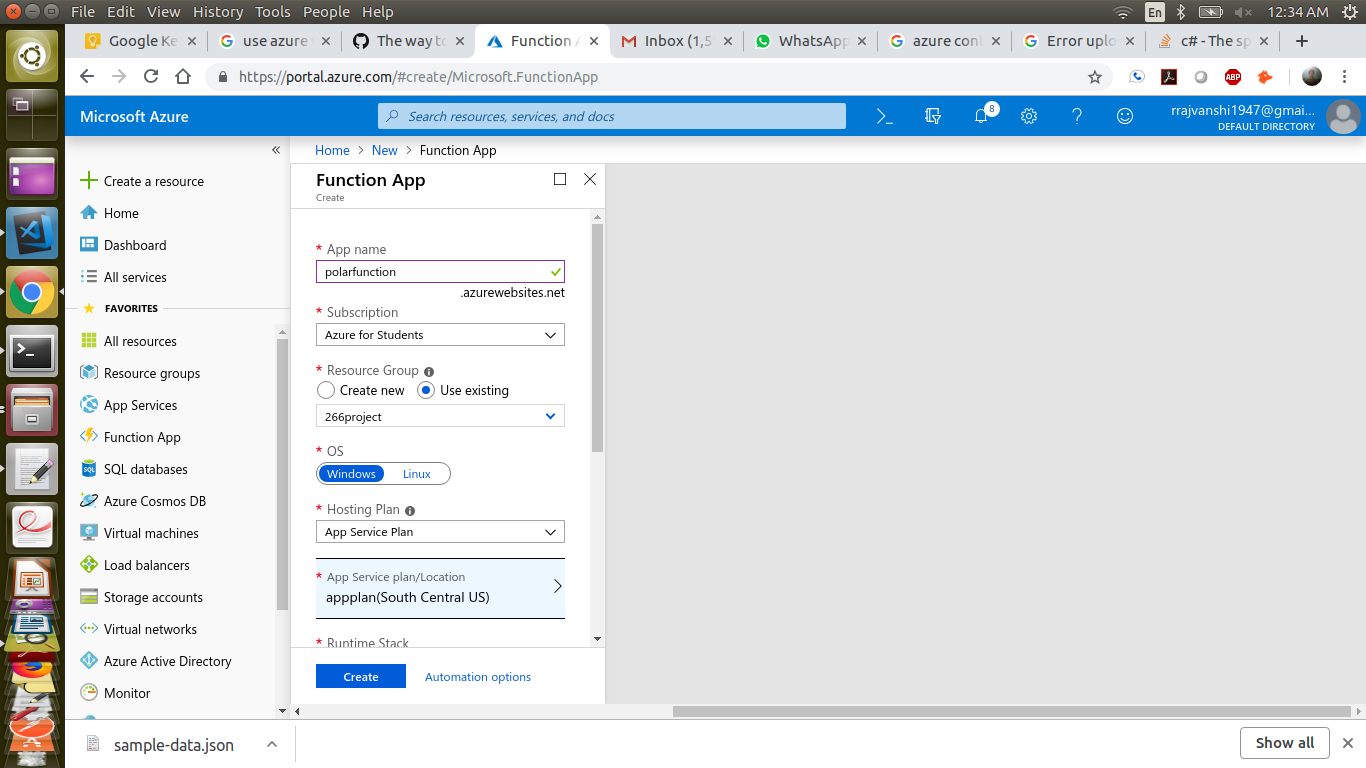 File Edit View History Tools People Help
En
12:34 AM
Google Ke
use azure
The way to
Function A
Inbox (1,5
WhatsApp
azure con
Error uplo
c# - The sp
https://portal.azure.com/#create/Microsoft.FunctionApp
ABP
Microsoft Azure
Search resources, services, and docs
8
rrajvanshi1947@gmai...
DEFAULT DIRECTORY
Create a resource
Home
Dashboard
All services
FAVORITES
All resources
Resource groups
App Services
Function App
SQL databases
Azure Cosmos DB
Virtual machines
Load balancers
Storage accounts
Virtual networks
Azure Active Directory
Monitor
Home > New > Function App
Function App
Create
* App name
polarfunction
.azurewebsites.net
* Subscription
Azure for Students
* Resource Group
Create new Use existing
266project
* OS
Windows Linux
* Hosting Plan
App Service Plan
* App Service plan/Location
appplan(South Central US)
* Runtime Stack
Create Automation options
sample-data.json
Show all